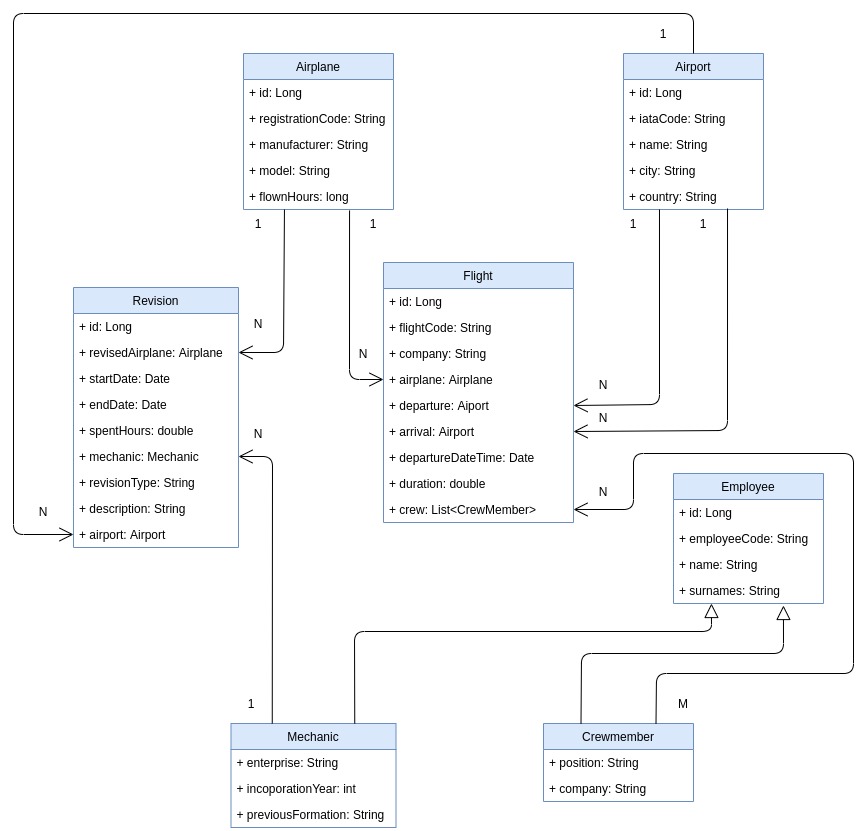 1
Airplane
+ id: Long
+ registrationCode: String
+ manufacturer: String
+ model: String
+ flownHours: long
Airport
+ id: Long
+ iataCode: String
+ name: String
+ city: String
+ country: String
1
1
1
1
Flight
+ id: Long
+ flightCode: String
+ company: String
+ airplane: Airplane
+ departure: Aiport
+ arrival: Airport
+ departureDateTime: Date
+ duration: double
+ crew: List<CrewMember>
Revision
+ id: Long
+ revisedAirplane: Airplane
+ startDate: Date
+ endDate: Date
+ spentHours: double
+ mechanic: Mechanic
+ revisionType: String
+ description: String
+ airport: Airport
N
N
N
N
N
N
N
Employee
+ id: Long
+ employeeCode: String
+ name: String
+ surnames: String
1
M
Mechanic
+ enterprise: String
+ incoporationYear: int
+ previousFormation: String
Crewmember
+ position: String
+ company: String